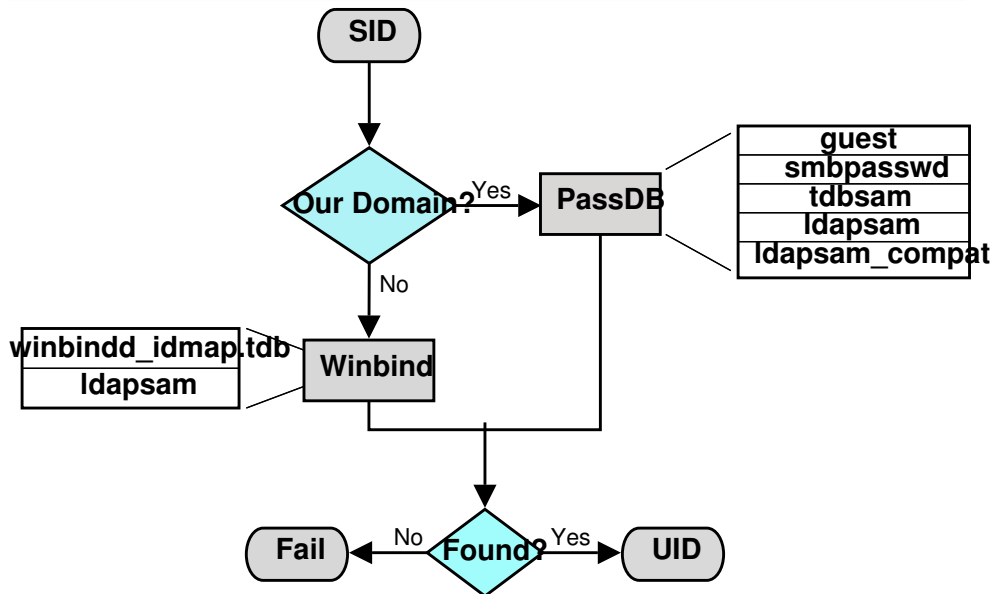 SID
guest
smbpasswd
tdbsam
ldapsam
ldapsam_compat
Our Domain?
Yes
PassDB
No
winbindd_idmap.tdb
ldapsam
Winbind
Fail
No
Found?
Yes
UID